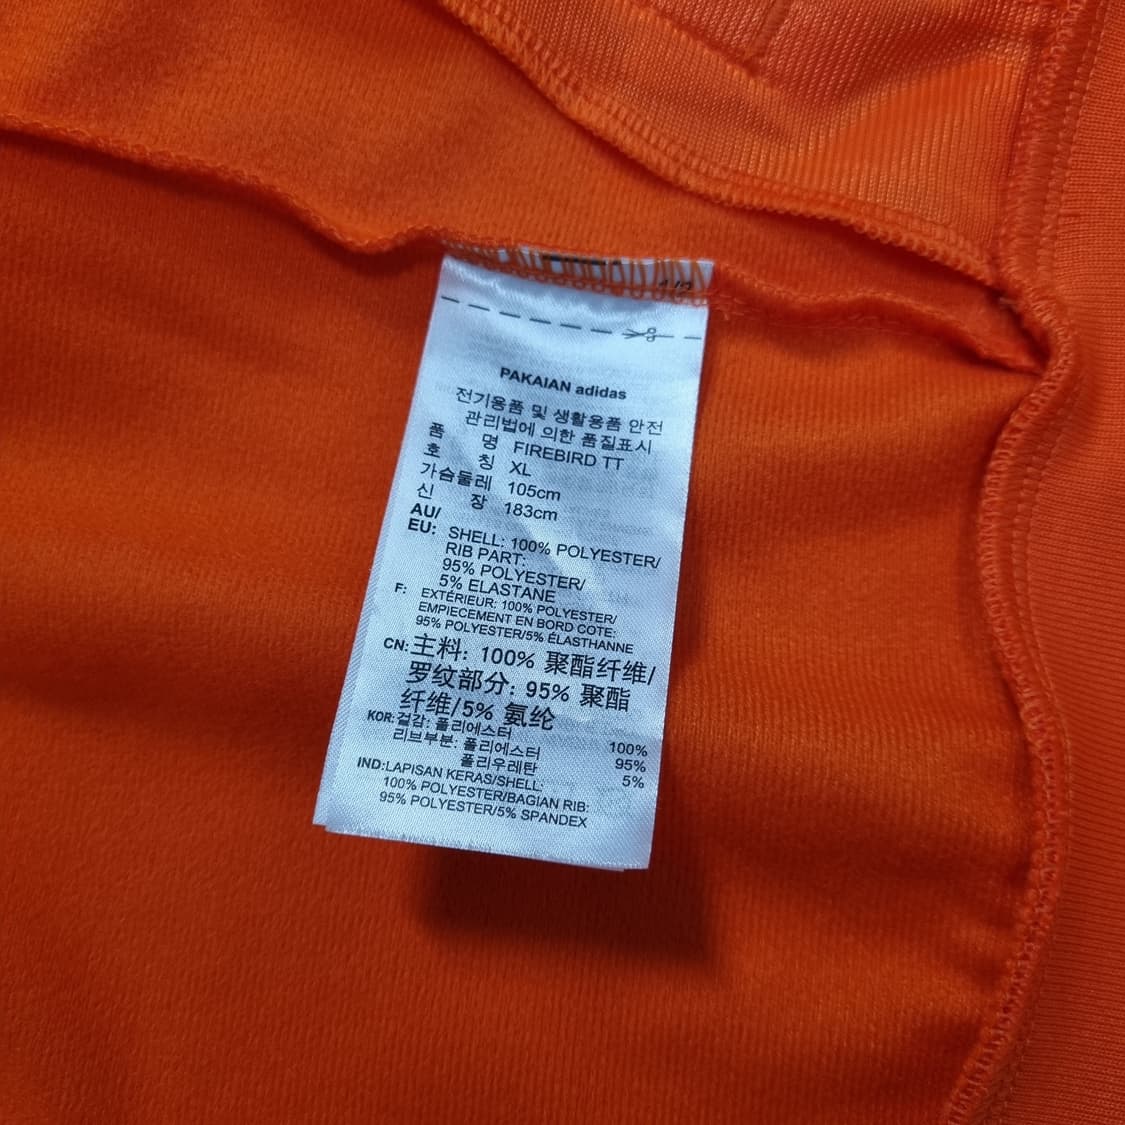 PAKAIAN adidas
전기용품 및 생활용품 안전
관리법에 의한 품질표시
품 명 FIREBIRD TT
호 칭 XL
가슴둘레 105cm
신 장 183cm
AU/
EU: SHELL: 100% POLYESTER/
RIB PART:
95% POLYESTER/
5% ELASTANE
F: EXTÉRIEUR: 100% POLYESTER/
EMPIECEMENT EN BORD COTE:
95% POLYESTER/5% ÉLASTHANNE
CN: 主料: 100% 聚酯纤维/
罗纹部分: 95% 聚酯
纤维/5% 氨纶
KOR: 겉감: 폴리에스터 100%
리브부분: 폴리에스터 95%
폴리우레탄 5%
IND: LAPISAN KERAS/SHELL:
100% POLYESTER/BAGIAN RIB:
95% POLYESTER/5% SPANDEX